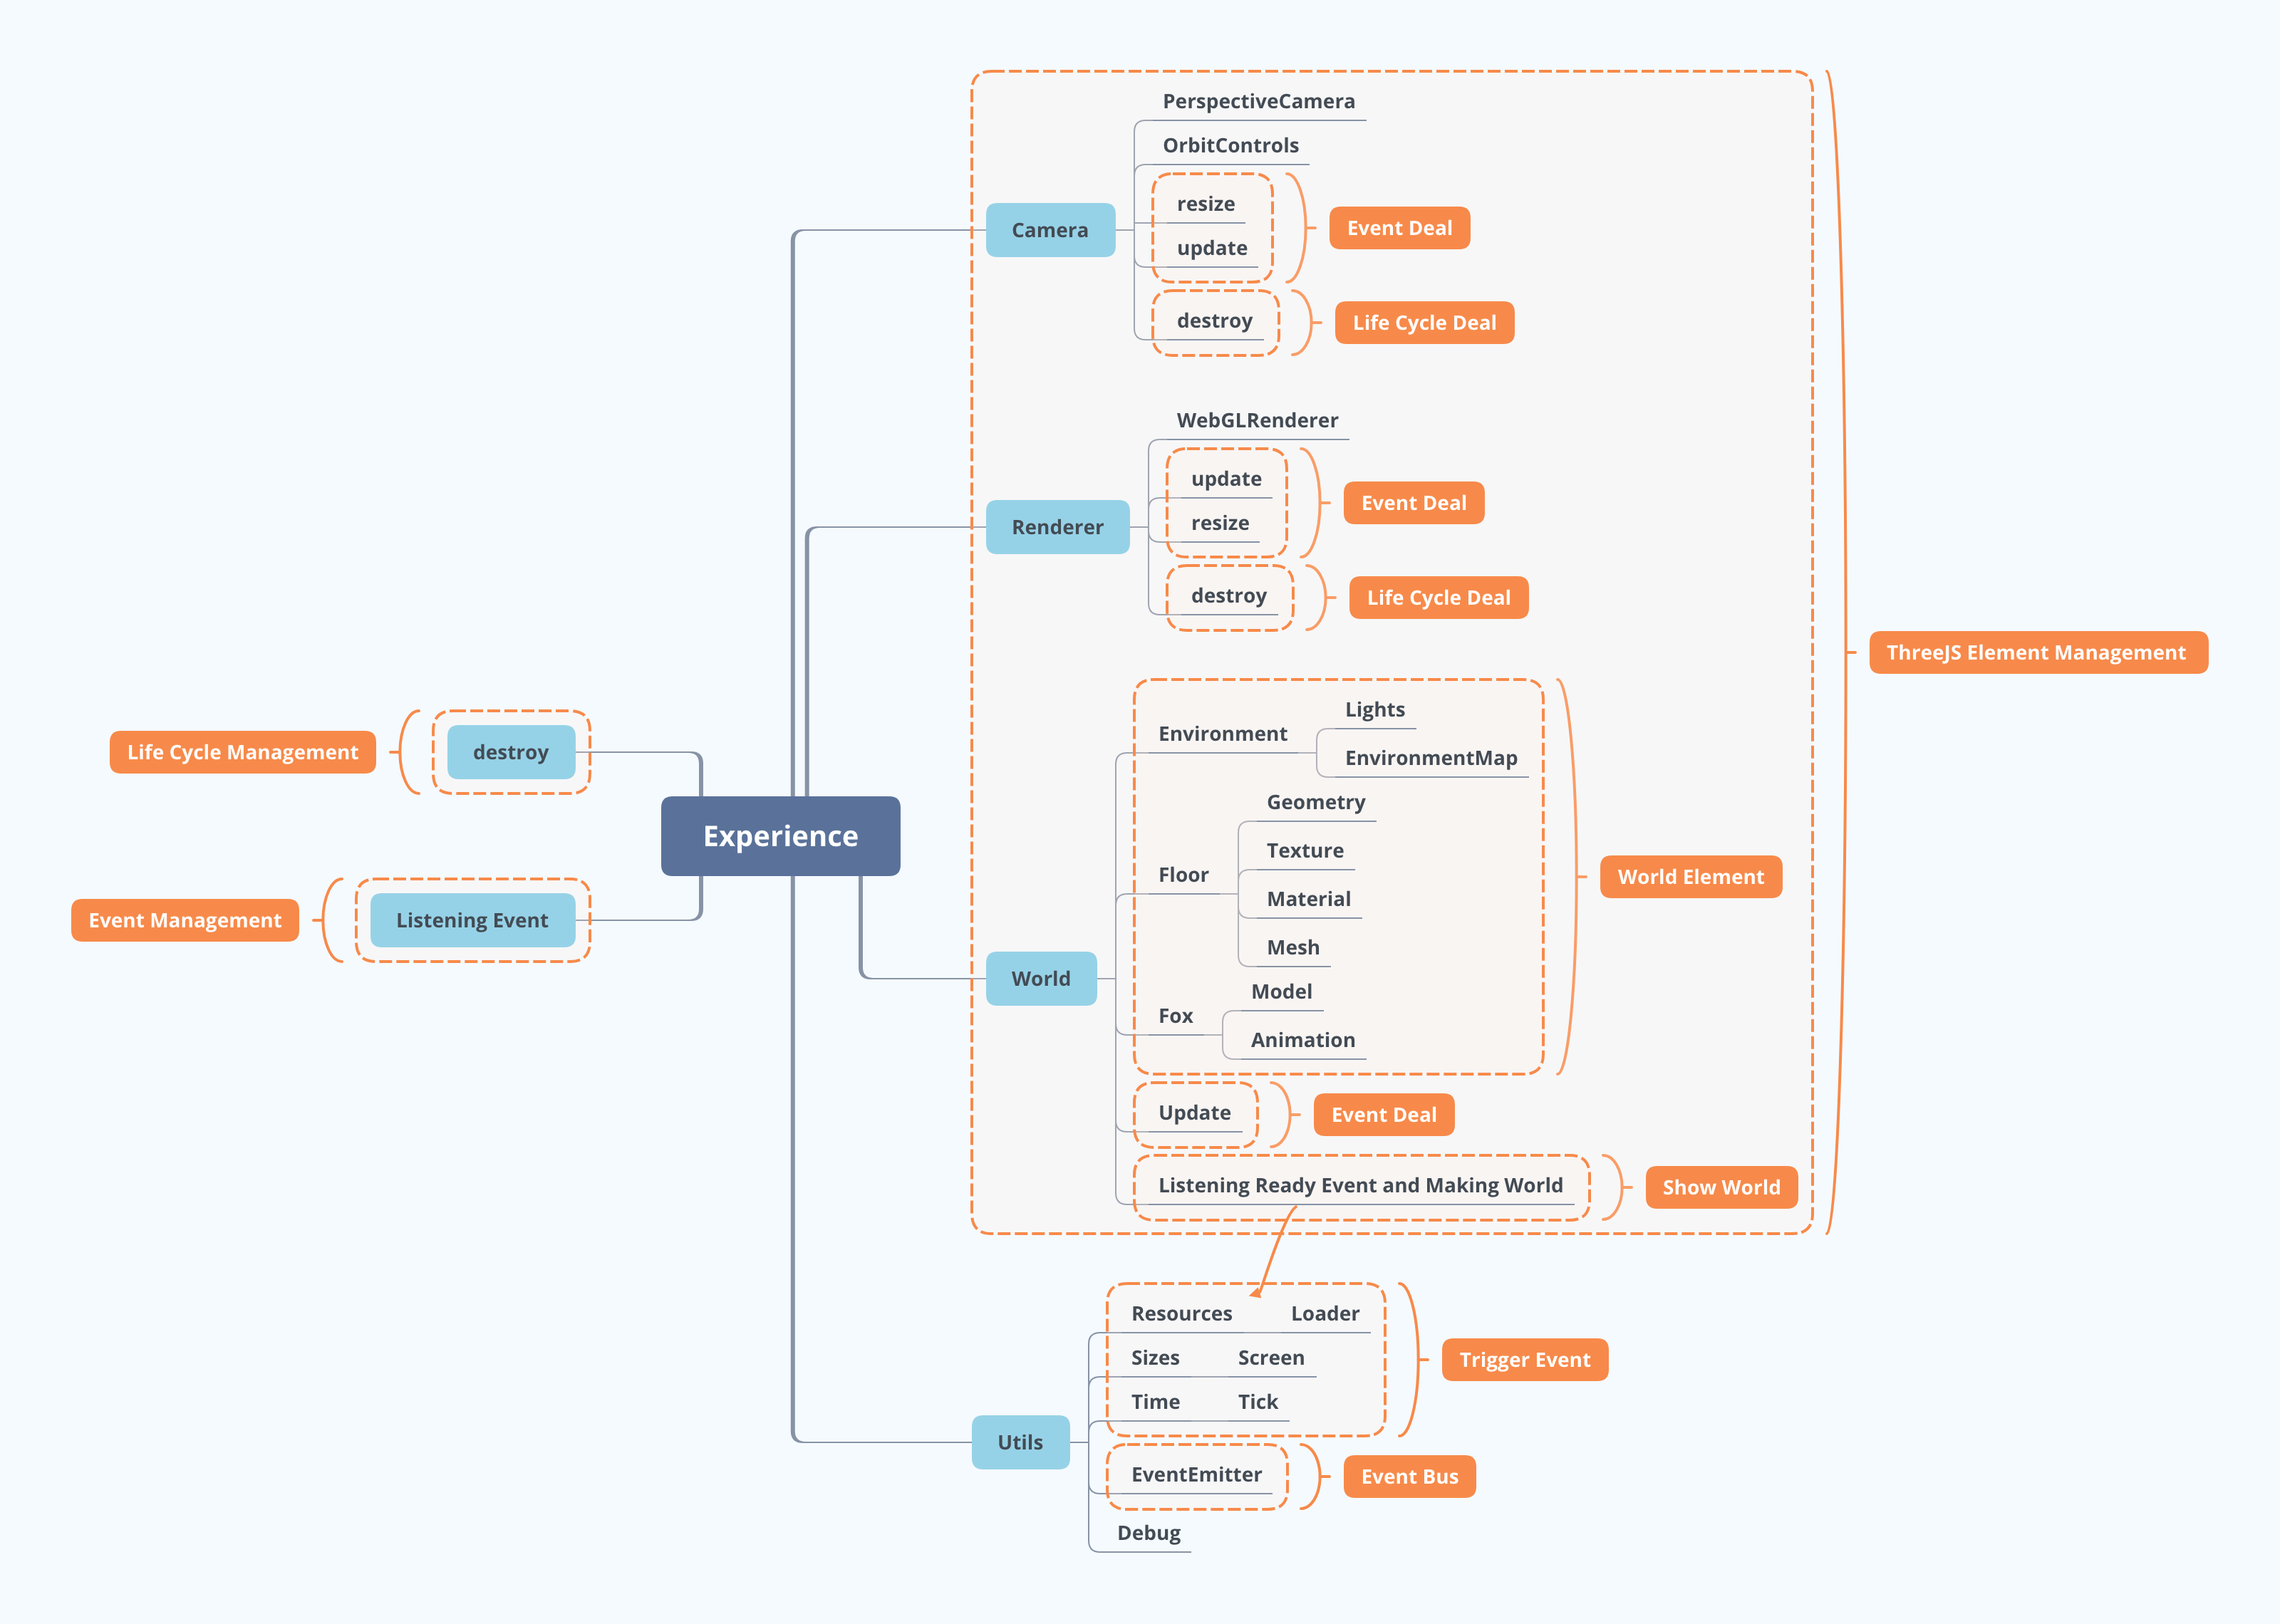 PerspectiveCamera
OrbitControls
resize
update
Event Deal
Camera
destroy
Life Cycle Deal
WebGLRenderer
update
resize
Event Deal
Renderer
destroy
Life Cycle Deal
ThreeJS Element Management
Life Cycle Management
destroy
Experience
Event Management
Listening Event
World
Environment
Lights
EnvironmentMap
Floor
Geometry
Texture
Material
Mesh
Fox
Model
Animation
World Element
Update
Event Deal
Listening Ready Event and Making World
Show World
Utils
Resources
Loader
Sizes
Screen
Time
Tick
Trigger Event
EventEmitter
Event Bus
Debug